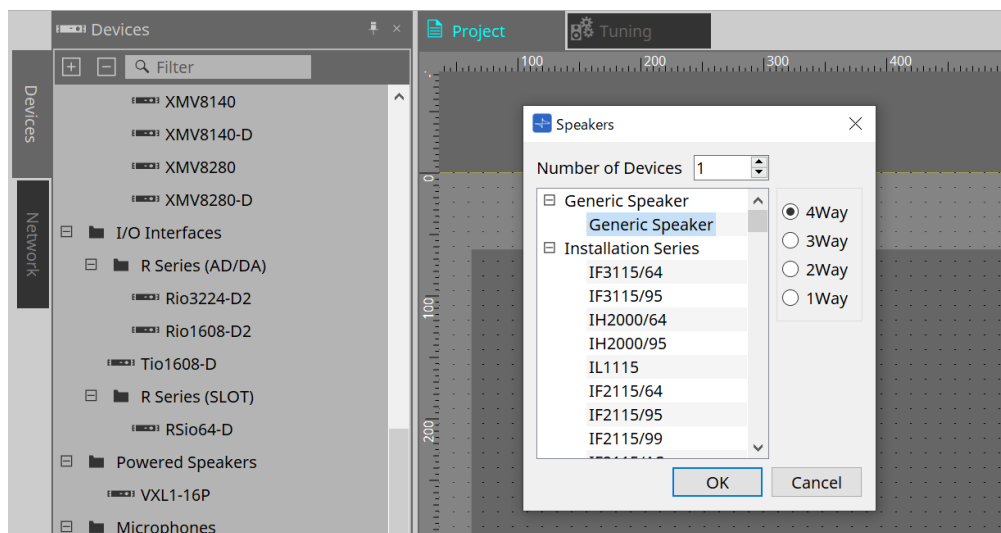 Devices
Filter
XMV8140
XMV8140-D
XMV8280
XMV8280-D
I/O Interfaces
R Series (AD/DA)
Rio3224-D2
Rio1608-D2
Tio1608-D
R Series (SLOT)
RSio64-D
Powered Speakers
VXL1-16P
Microphones
Devices
Network
Project
Tuning
100
200
300
400
0
100
200
Speakers
Number of Devices 1
Generic Speaker
Generic Speaker
Installation Series
IF3115/64
IF3115/95
IH2000/64
IH2000/95
IL1115
IF2115/64
IF2115/95
IF2115/99
4Way
3Way
2Way
1Way
OK
Cancel